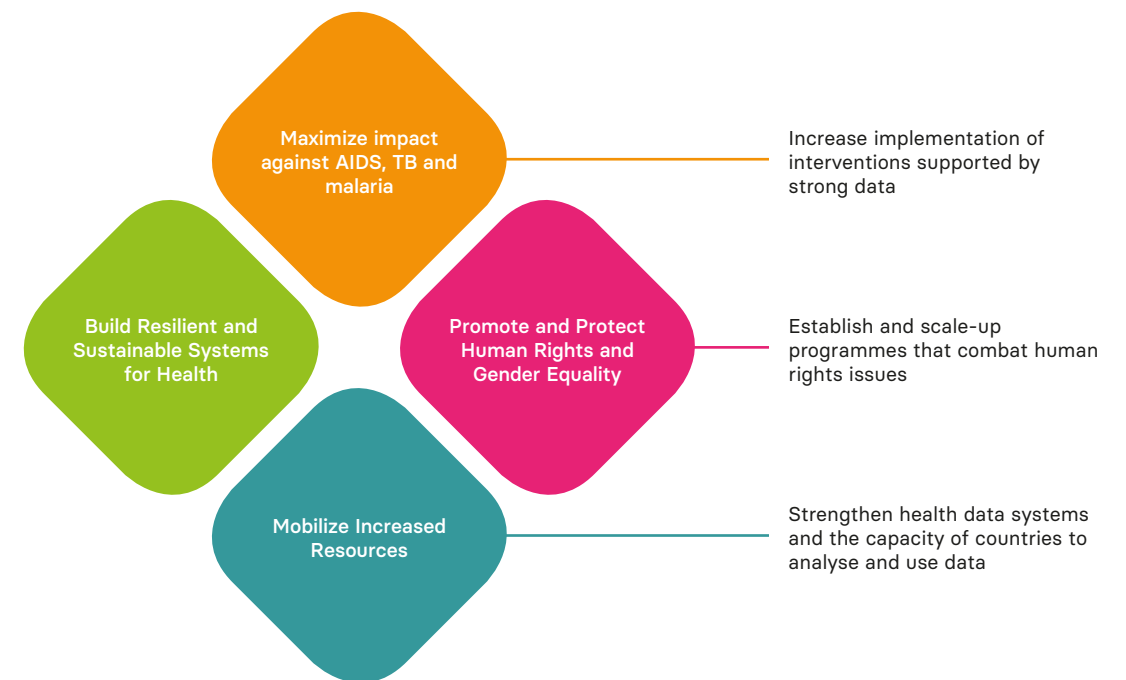 Maximize impact
against AIDS, TB and
malaria
Increase implementation of
interventions supported by
strong data
Build Resilient and
Sustainable Systems
for Health
Promote and Protect
Human Rights and
Gender Equality
Establish and scale-up
programmes that combat human
rights issues
Mobilize Increased
Resources
Strengthen health data systems
and the capacity of countries to
analyse and use data